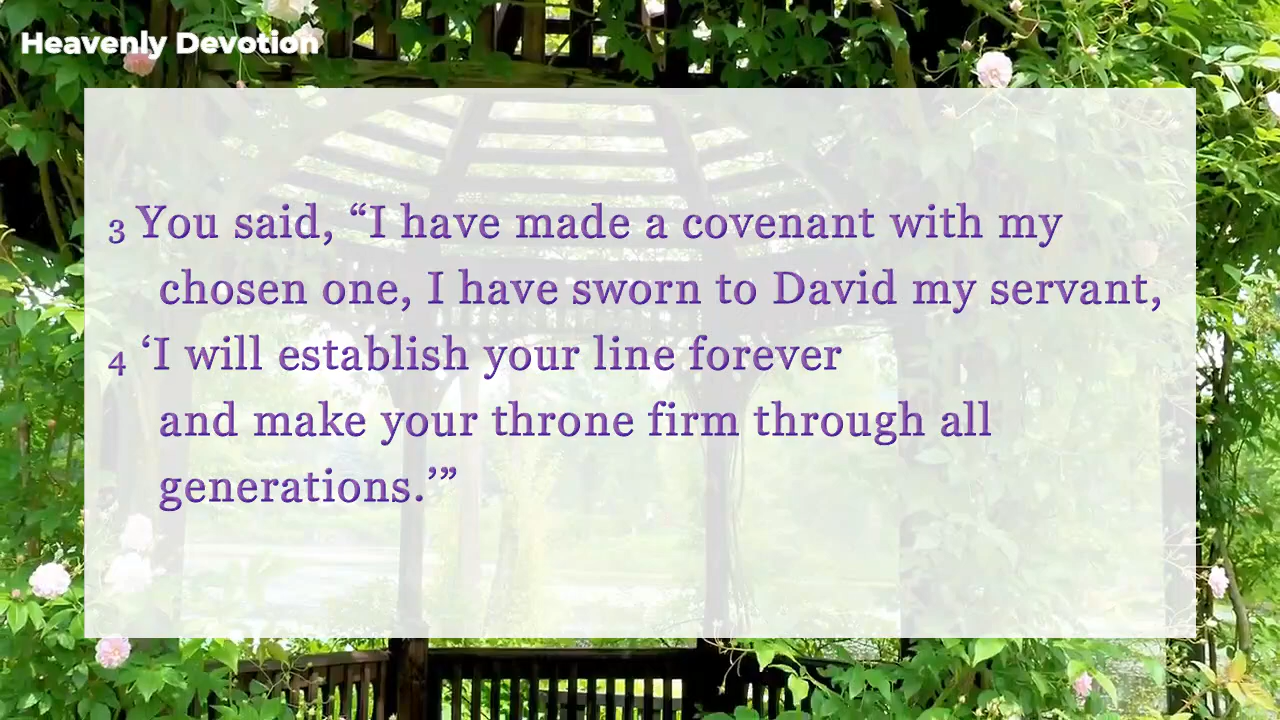 Heavenly Devotion
3 You said, “I have made a covenant with my
chosen one, I have sworn to David my servant,
4 ‘I will establish your line forever
and make your throne firm through all
generations.’”